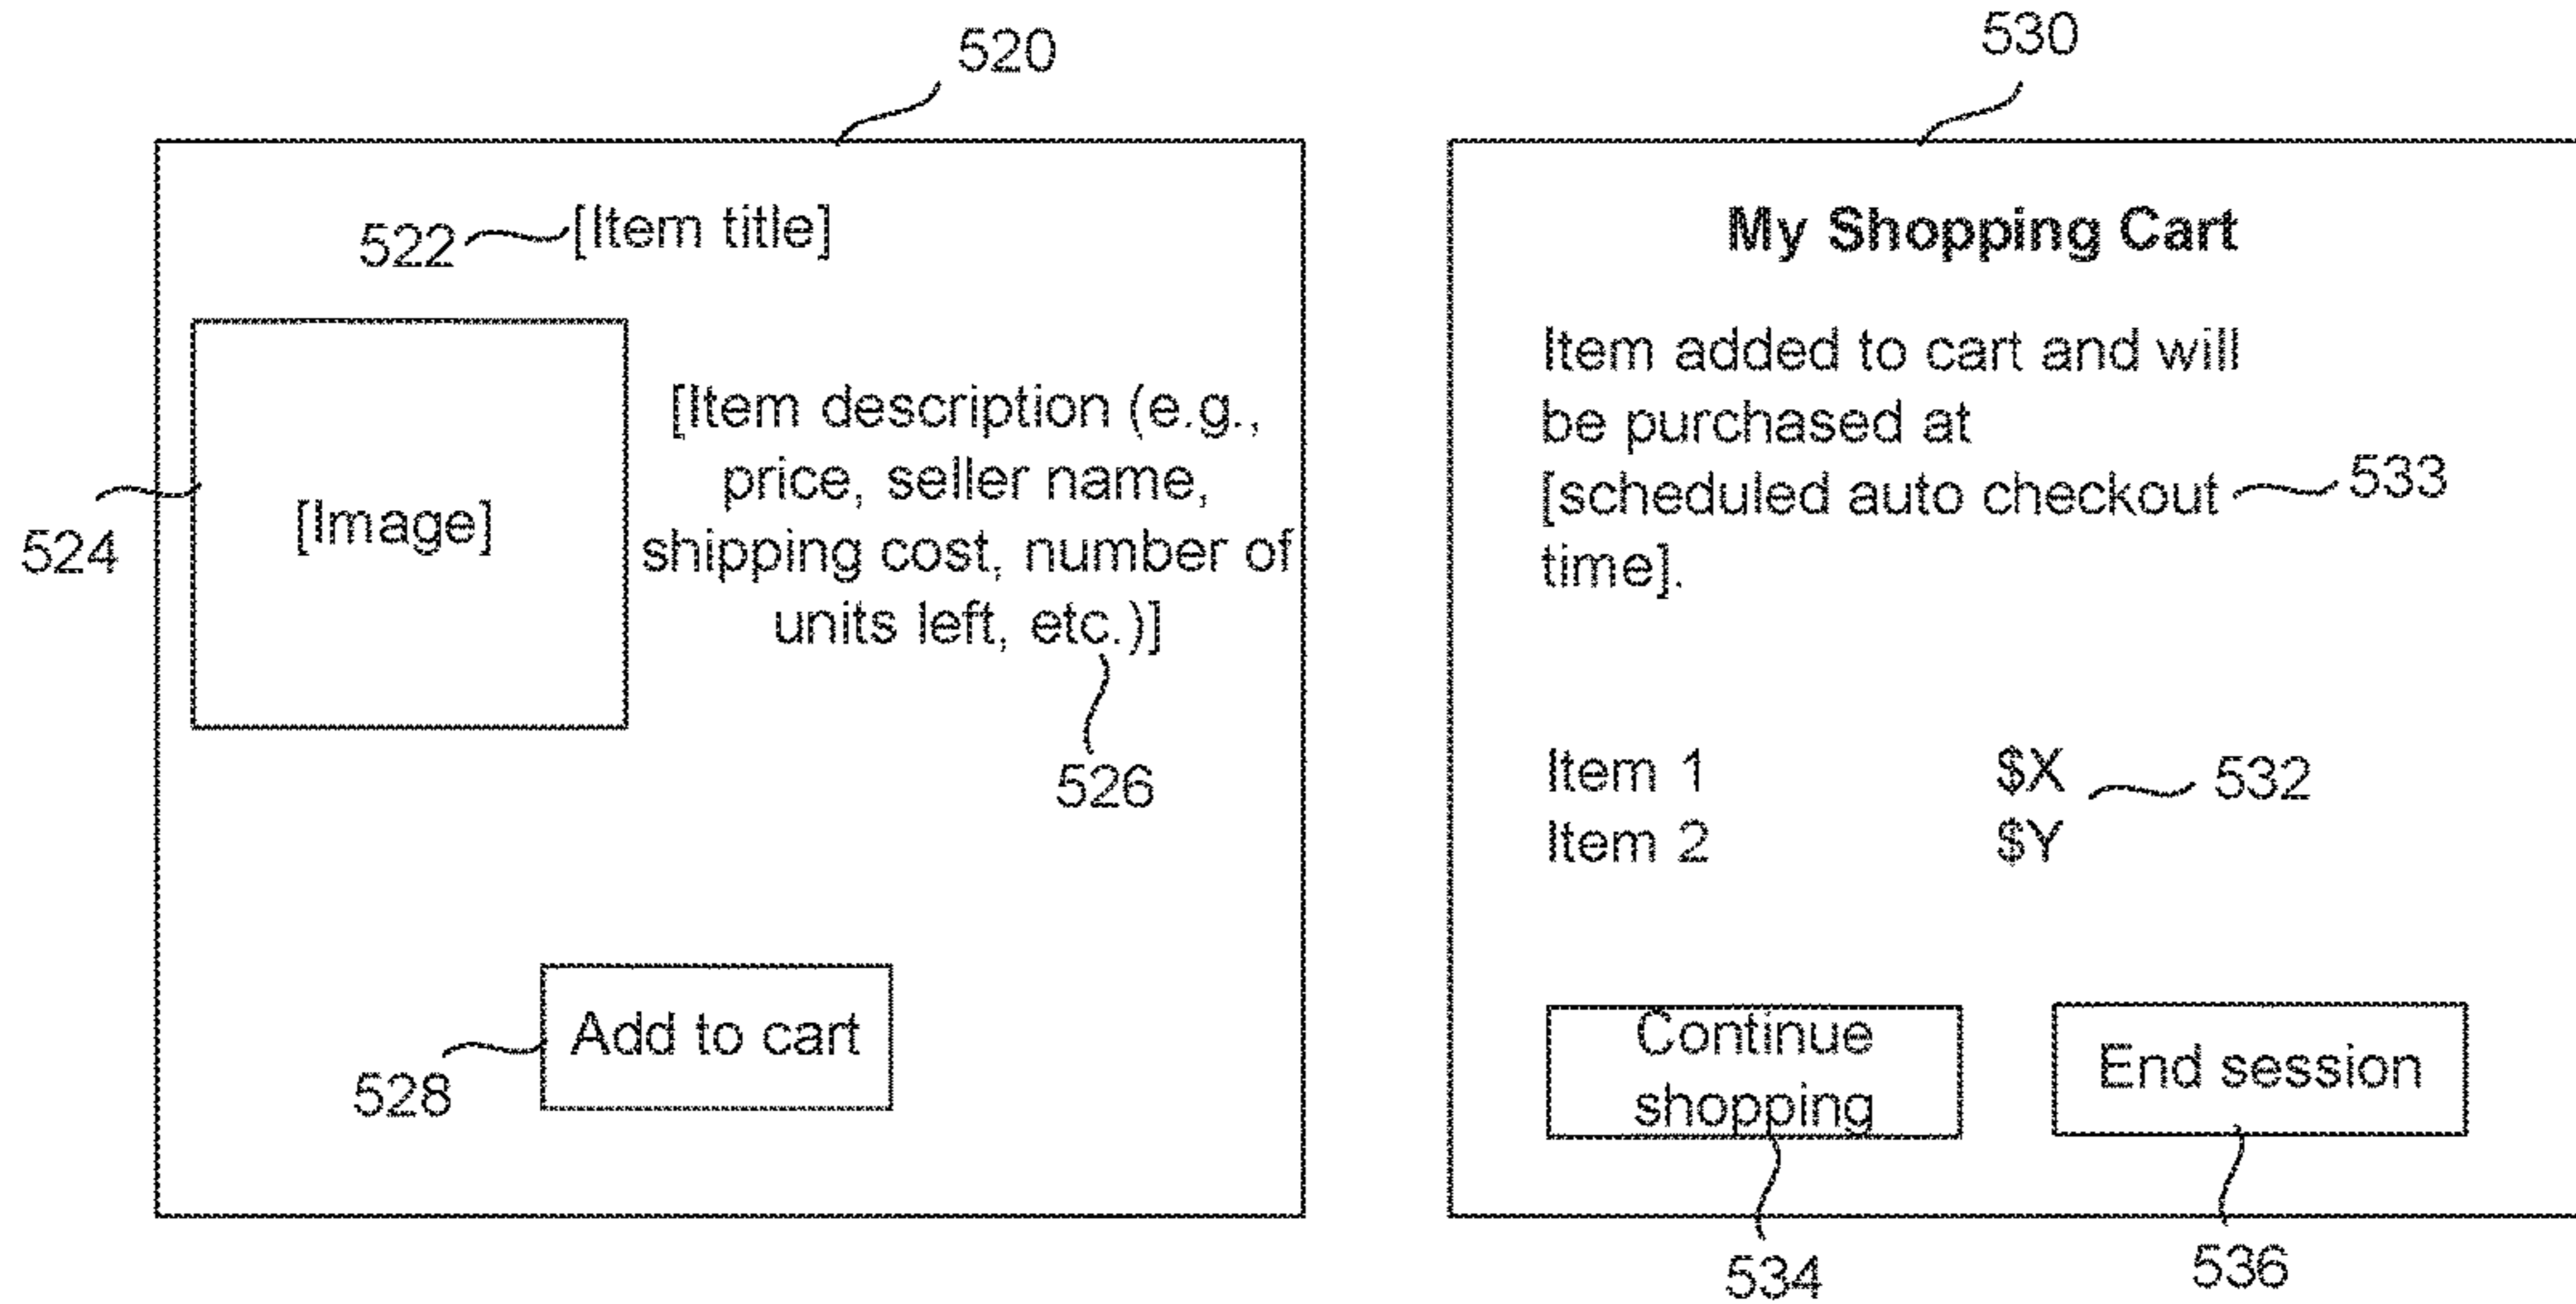 520
522
[Item title]
524
[Image]
[Item description (e.g.,
price, seller name,
shipping cost, number of
units left, etc.)]
526
Add to cart
528
530
My Shopping Cart
Item added to cart and will
be purchased at
[scheduled auto checkout
time].
533
Item 1 $X
532
Item 2 $Y
Continue
shopping
End session
534
536